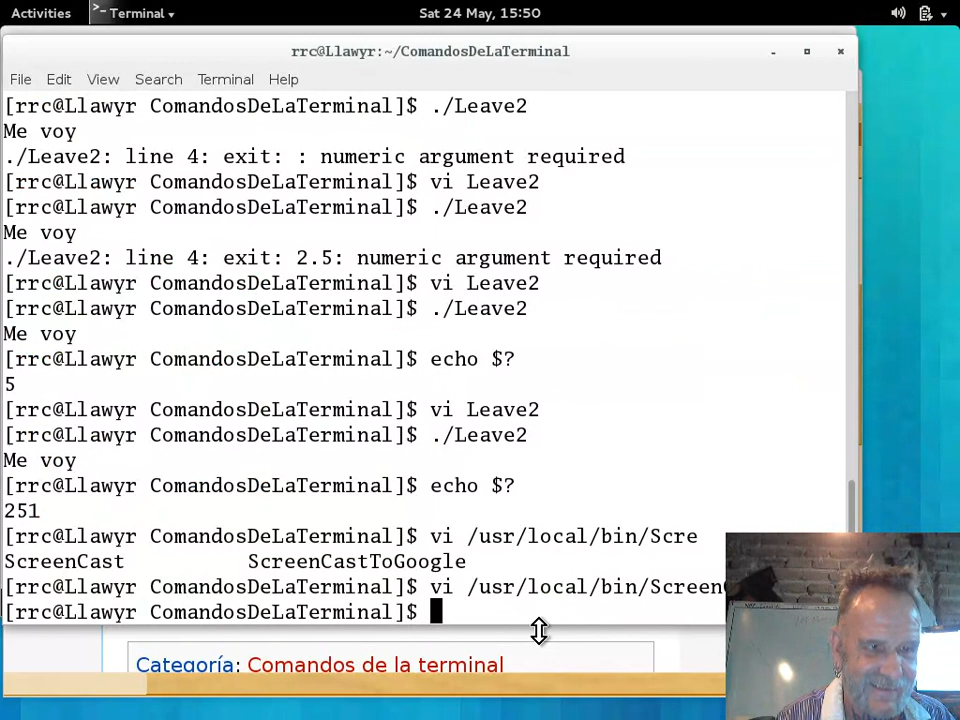 Activities Terminal Sat 24 May, 15:50
rrc@Llawyr:~/ComandosDeLaTerminal
File Edit View Search Terminal Help
[rrc@Llawyr ComandosDeLaTerminal]$ ./Leave2
Me voy
./Leave2: line 4: exit: : numeric argument required
[rrc@Llawyr ComandosDeLaTerminal]$ vi Leave2
[rrc@Llawyr ComandosDeLaTerminal]$ ./Leave2
Me voy
./Leave2: line 4: exit: 2.5: numeric argument required
[rrc@Llawyr ComandosDeLaTerminal]$ vi Leave2
[rrc@Llawyr ComandosDeLaTerminal]$ ./Leave2
Me voy
[rrc@Llawyr ComandosDeLaTerminal]$ echo $?
5
[rrc@Llawyr ComandosDeLaTerminal]$ vi Leave2
[rrc@Llawyr ComandosDeLaTerminal]$ ./Leave2
Me voy
[rrc@Llawyr ComandosDeLaTerminal]$ echo $?
251
[rrc@Llawyr ComandosDeLaTerminal]$ vi /usr/local/bin/Scre
ScreenCast ScreenCastToGoogle
[rrc@Llawyr ComandosDeLaTerminal]$ vi /usr/local/bin/Screen
[rrc@Llawyr ComandosDeLaTerminal]$
Categoría: Comandos de la terminal